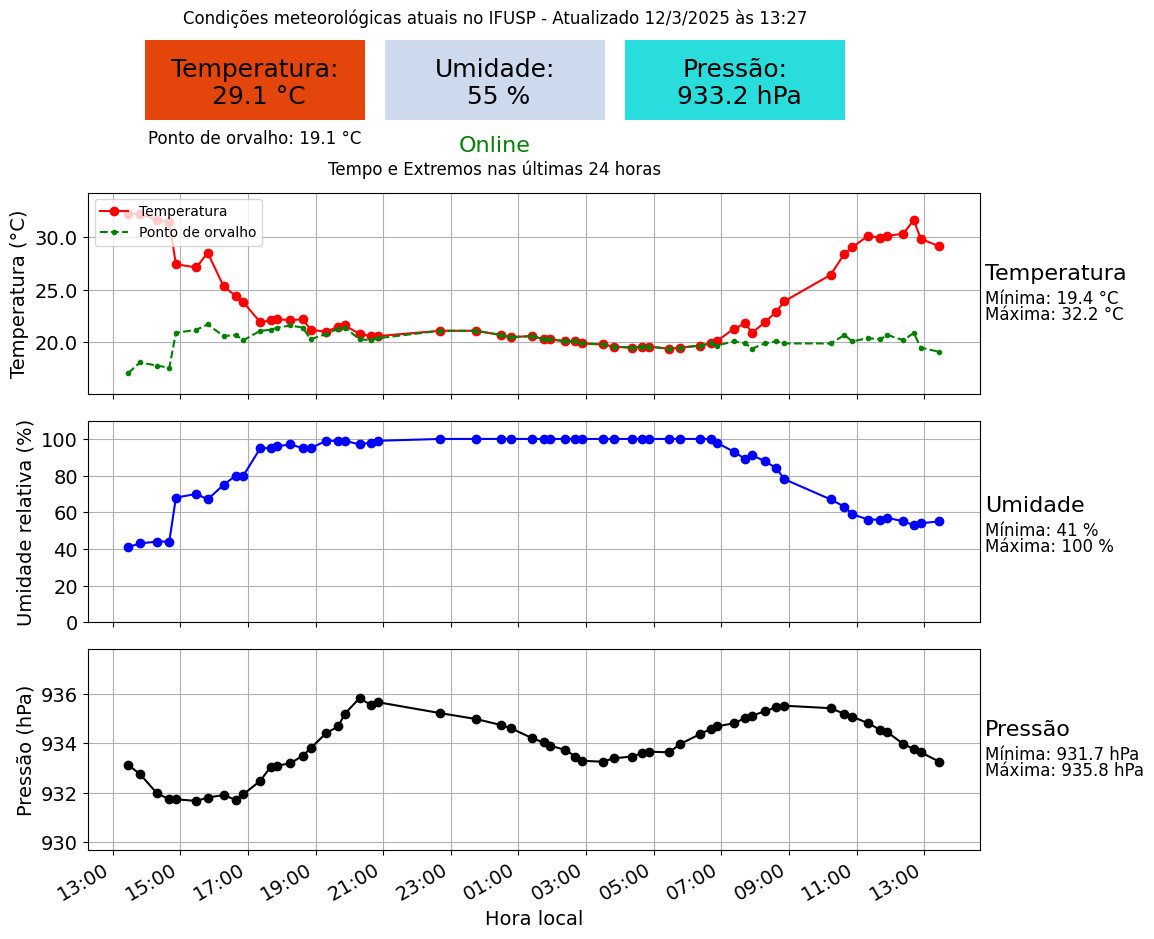 Condições meteorológicas atuais no IFUSP - Atualizado 12/3/2025 às 13:27
Temperatura:
29.1 °C
Umidade:
55 %
Pressão:
933.2 hPa
Ponto de orvalho: 19.1 °C
Online
Tempo e Extremos nas últimas 24 horas
Temperatura (°C)
30.0
25.0
20.0
Temperatura
Ponto de orvalho
Temperatura
Mínima: 19.4 °C
Máxima: 32.2 °C
Umidade relativa (%)
100
80
60
40
20
0
Umidade
Mínima: 41 %
Máxima: 100 %
Pressão (hPa)
936
934
932
930
Pressão
Mínima: 931.7 hPa
Máxima: 935.8 hPa
13:00
15:00
17:00
19:00
21:00
23:00
01:00
03:00
05:00
07:00
09:00
11:00
13:00
Hora local